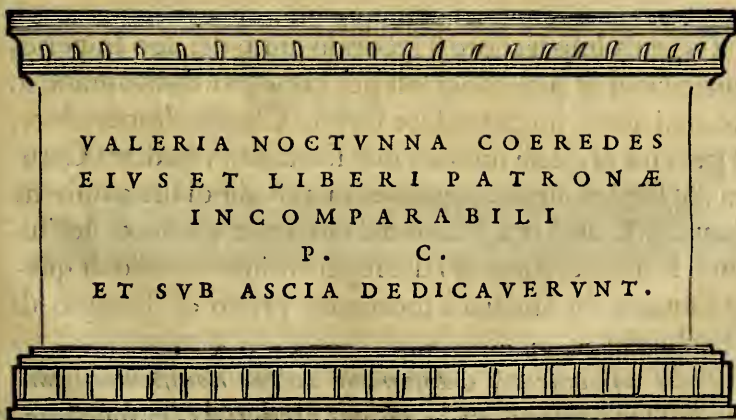 VALERIA NOCTVNNA COEREDES
EIVS ET LIBERI PATRONÆ
INCOMPARABILI
P. C.
ET SVB ASCIA DEDICAVERVNT.